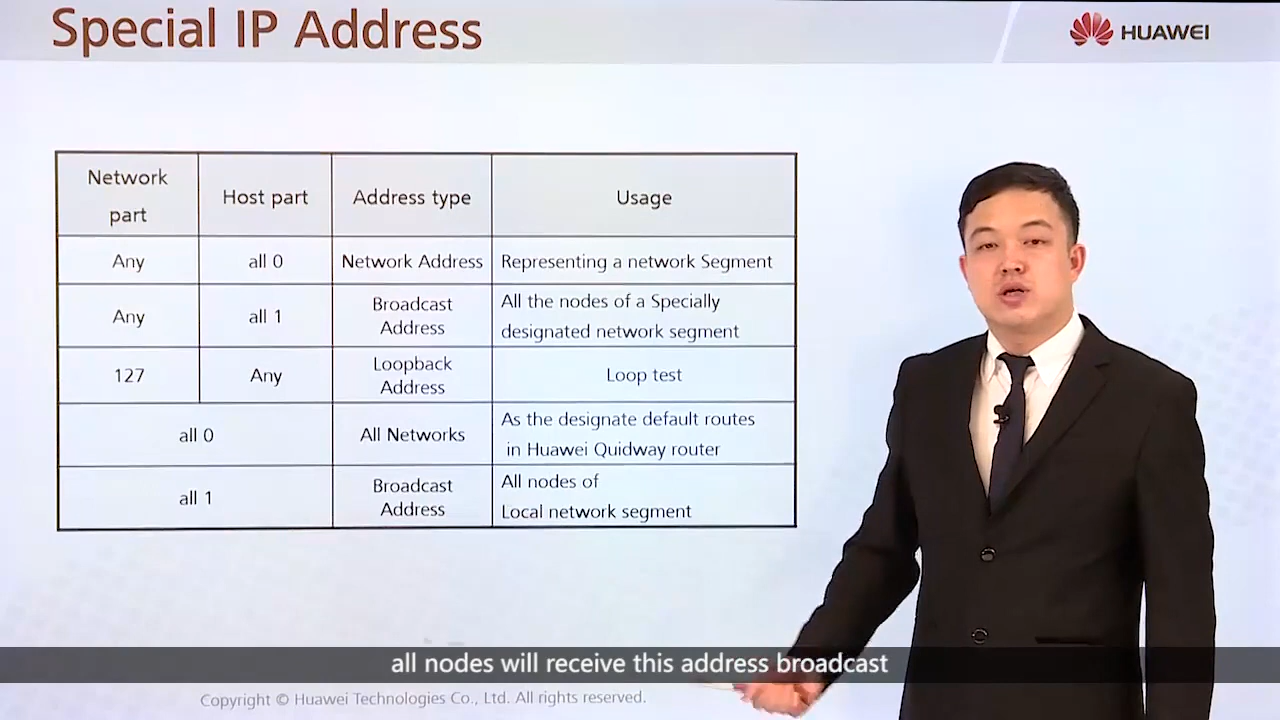 Special IP Address
HUAWEI
Network
part
Host part
Address type
Usage
Any
all 0
Network Address
Representing a network Segment
Any
all 1
Broadcast
Address
All the nodes of a Specially
designated network segment
127
Any
Loopback
Address
Loop test
all 0
All Networks
As the designate default routes
in Huawei Quidway router
all 1
Broadcast
Address
All nodes of
Local network segment
all nodes will receive this address broadcast
Copyright © Huawei Technologies Co., Ltd. All rights reserved.